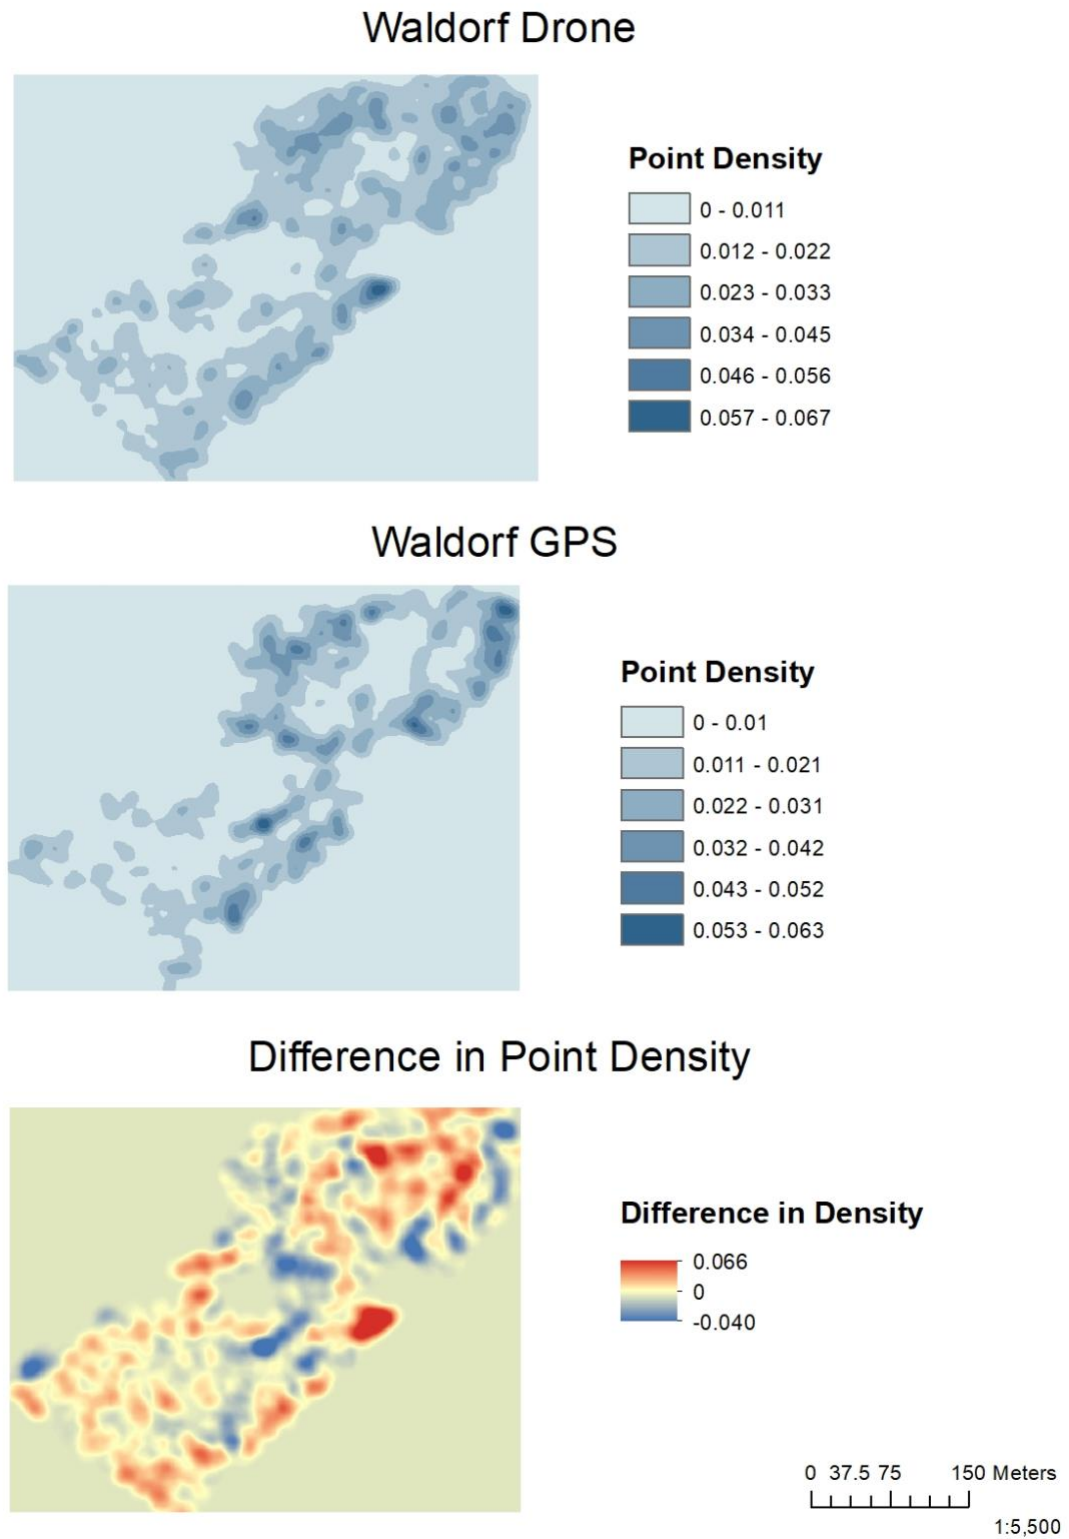 Waldorf Drone
Point Density
0 - 0.011
0.012 - 0.022
0.023 - 0.033
0.034 - 0.045
0.046 - 0.056
0.057 - 0.067
Waldorf GPS
Point Density
0 - 0.01
0.011 - 0.021
0.022 - 0.031
0.032 - 0.042
0.043 - 0.052
0.053 - 0.063
Difference in Point Density
Difference in Density
0.066
0
-0.040
0 37.5 75 150 Meters
1:5,500